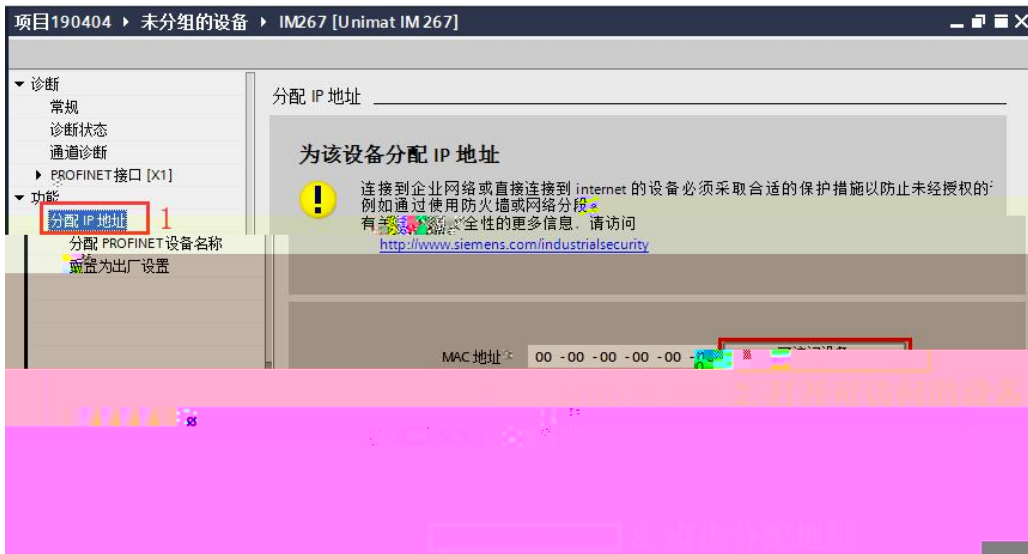 项目190404 ▸ 未分组的设备 ▸ IM267 [Unimat IM 267]
诊断
常规
诊断状态
通道诊断
PROFINET接口 [X1]
功能
分配 IP 地址 1
分配 PROFINET设备名称
置为出厂设置
分配 IP 地址
为该设备分配 IP 地址
连接到企业网络或直接连接到 internet 的设备必须采取合适的保护措施以防止未经授权的
例如通过使用防火墙或网络分段。
有关 全性的更多信息，请访问
http://www.siemens.com/industrialsecurity
MAC 地址 00 -00 -00 -00 -00 -